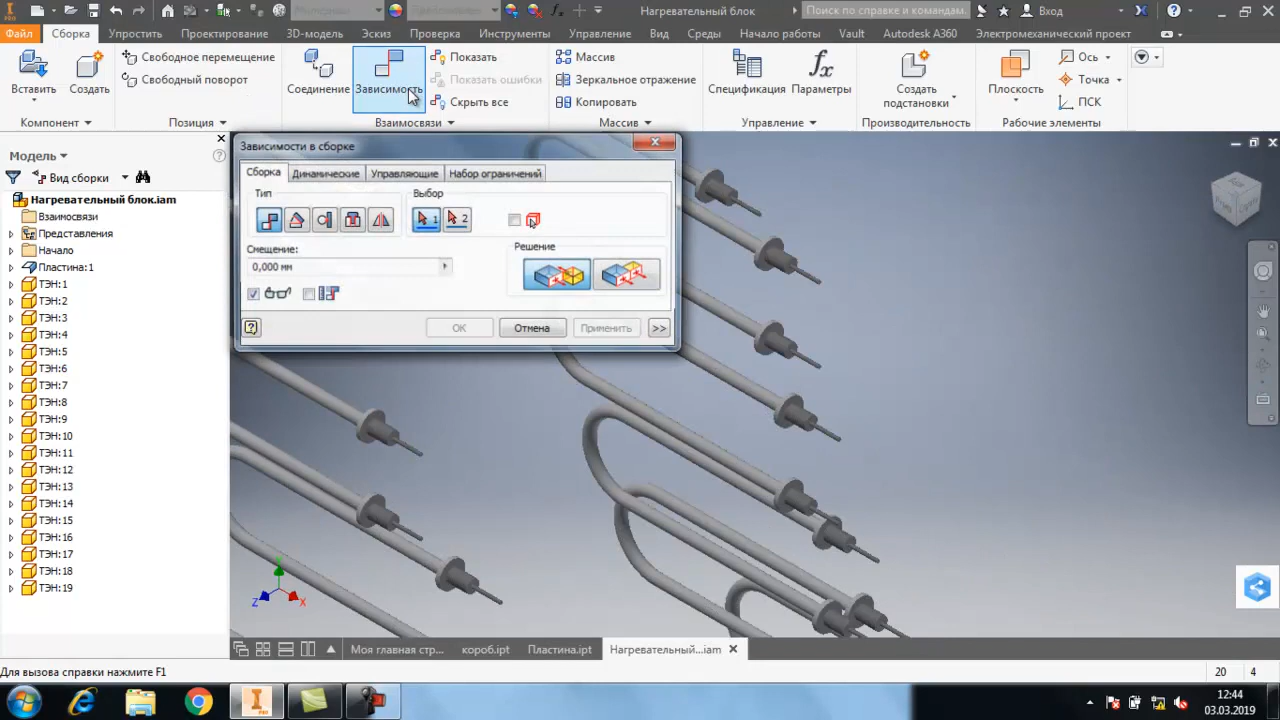 Нагревательный блок
Поиск по справке и командам.
Вход
Файл
Сборка
Упростить
Проектирование
3D-модель
Эскиз
Проверка
Инструменты
Управление
Вид
Среды
Начало работы
Vault
Autodesk A360
Электромеханический проект
Вставить
Создать
Свободное перемещение
Свободный поворот
Соединение
Зависимость
Показать
Показать ошибки
Скрыть все
Массив
Зеркальное отражение
Копировать
Спецификация
Параметры
Создать
подстановки
Плоскость
Ось
Точка
ПСК
Компонент
Позиция
Взаимосвязи
Массив
Управление
Производительность
Рабочие элементы
Модель
Вид сборки
Нагревательный блок.iam
Взаимосвязи
Представления
Начало
Пластина:1
ТЭН:1
ТЭН:2
ТЭН:3
ТЭН:4
ТЭН:5
ТЭН:6
ТЭН:7
ТЭН:8
ТЭН:9
ТЭН:10
ТЭН:11
ТЭН:12
ТЭН:13
ТЭН:14
ТЭН:15
ТЭН:16
ТЭН:17
ТЭН:18
ТЭН:19
Зависимости в сборке
Сборка
Динамические
Управляющие
Набор ограничений
Тип
Выбор
1
2
Смещение:
0,000 мм
Решение
ОК
Отмена
Применить
>>
Z
X
Моя главная стр...
короб.ipt
Пластина.ipt
Нагревательный...iam
Для вызова справки нажмите F1
20
4
12:44
03.03.2019